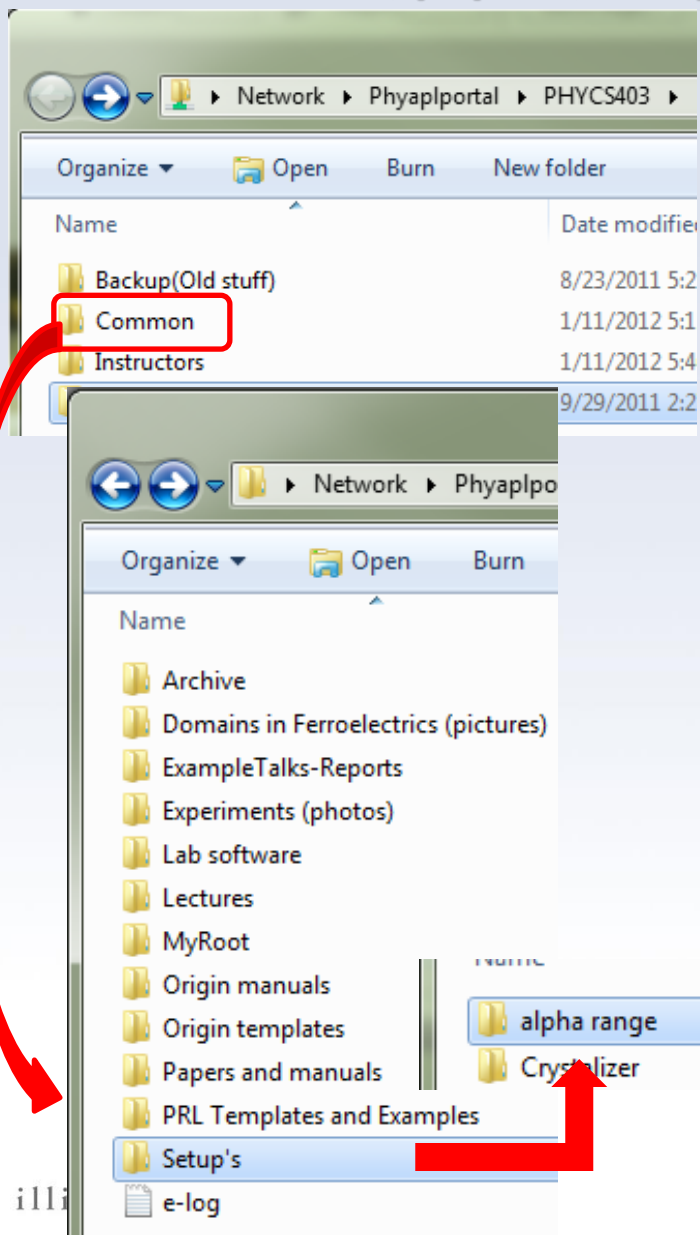 Network Phyaplportal PHYCS403
Organize Open Burn New folder
Name Date modifie
Backup(Old stuff) 8/23/2011 5:2
Common 1/11/2012 5:1
Instructors 1/11/2012 5:4
9/29/2011 2:2
Network Phyaplpo
Organize Open Burn
Name
Archive
Domains in Ferroelectrics (pictures)
ExampleTalks-Reports
Experiments (photos)
Lab software
Lectures
MyRoot
Origin manuals
Origin templates
Papers and manuals
PRL Templates and Examples
Setup's
e-log
Name
alpha range
Crystalizer
illi